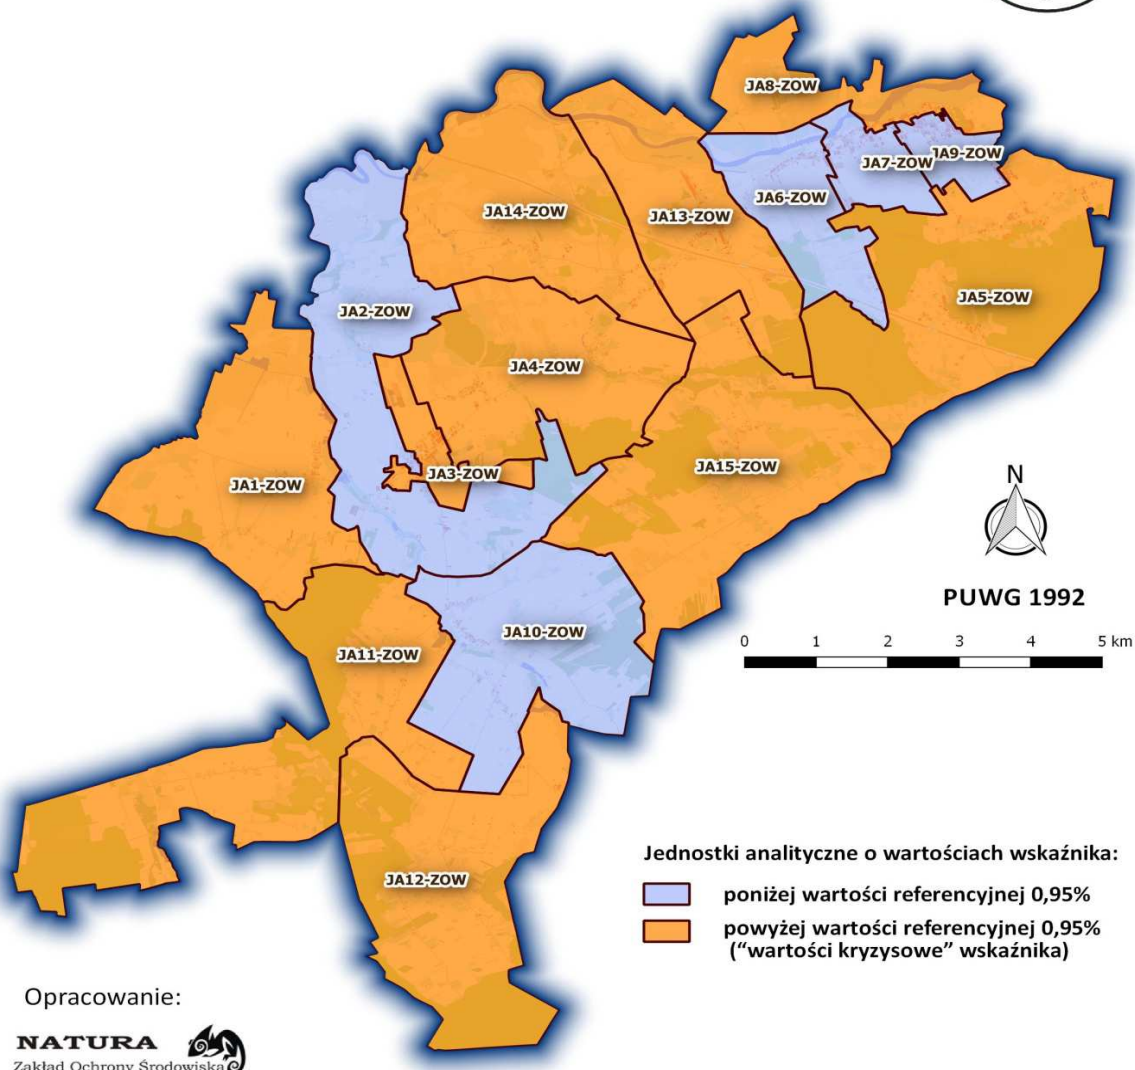 JA8-ZOW
JA9-ZOW
JA7-ZOW
JA6-ZOW
JA14-ZOW
JA13-ZOW
JA5-ZOW
JA2-ZOW
JA4-ZOW
JA15-ZOW
JA3-ZOW
JA1-ZOW
N
PUWG 1992
0 1 2 3 4 5 km
JA10-ZOW
JA11-ZOW
JA12-ZOW
Jednostki analityczne o wartościach wskaźnika:
poniżej wartości referencyjnej 0,95%
powyżej wartości referencyjnej 0,95%
(“wartości kryzysowe” wskaźnika)
Opracowanie:
NATURA
Zakład Ochrony Środowiska